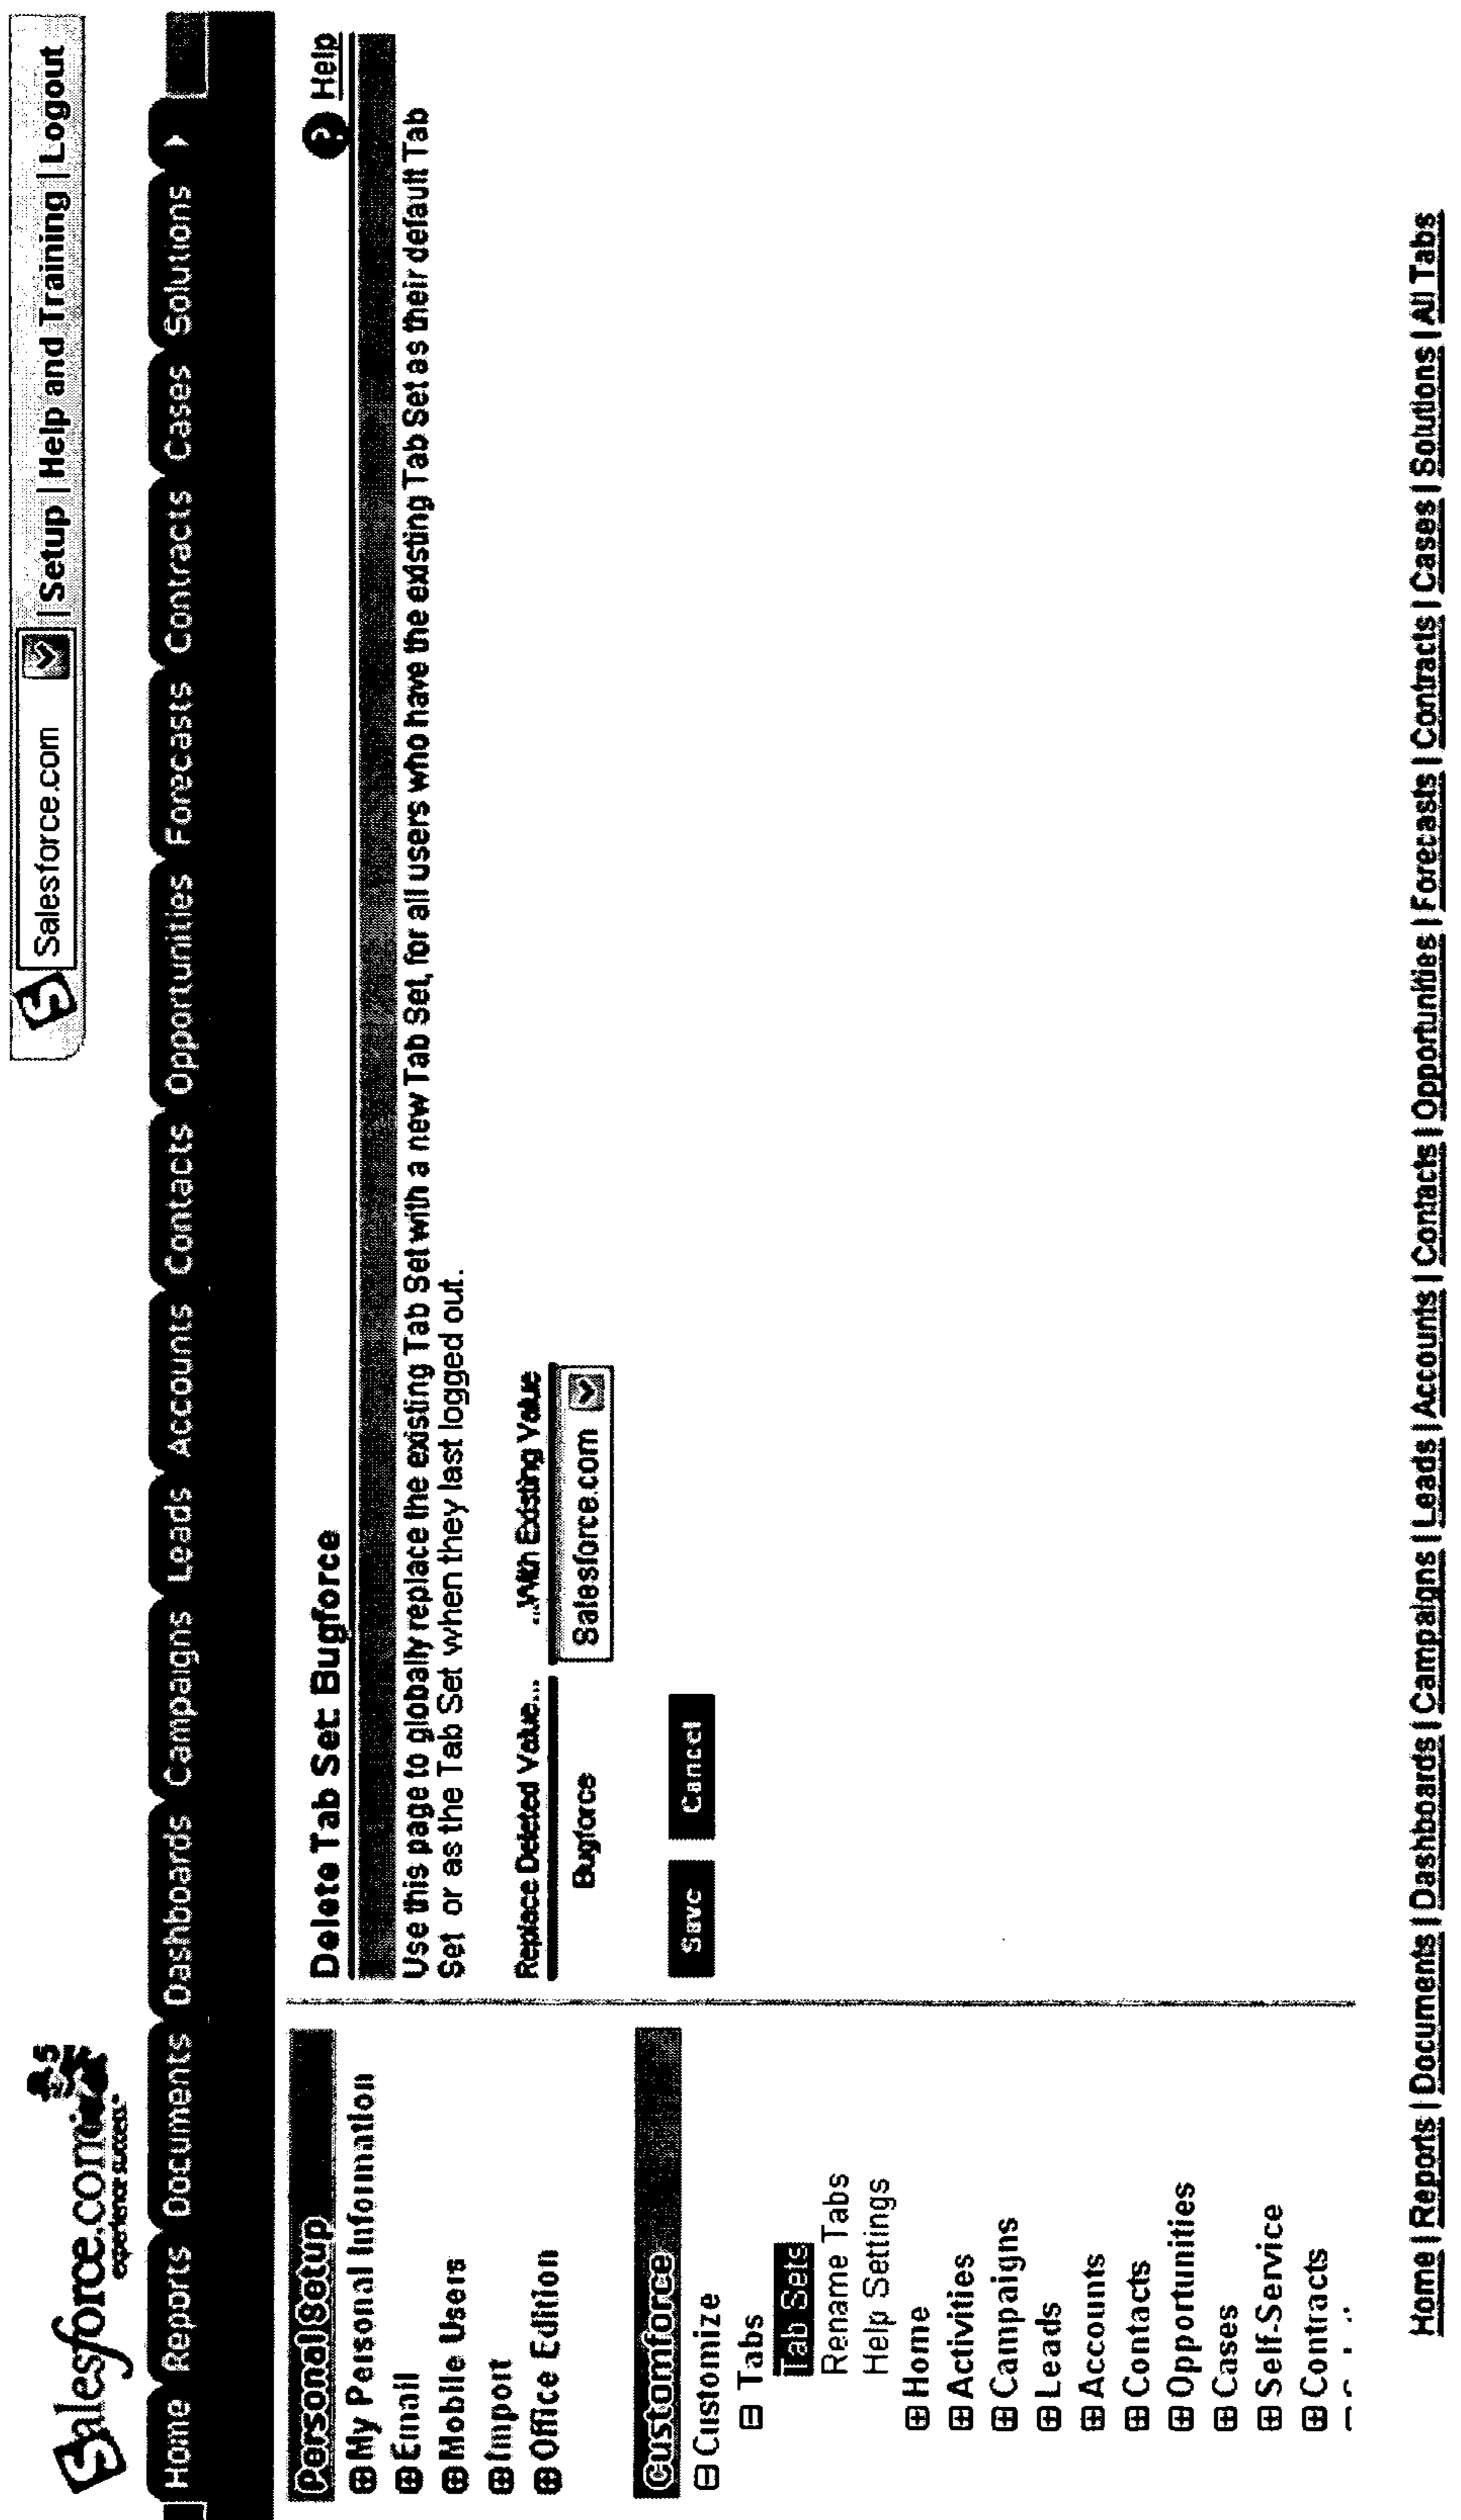 salesforce.com
experience success
Salesforce.com | Setup | Help and Training | Logout
Home Reports Documents Dashboards Campaigns Leads Accounts Contacts Opportunities Forecasts Contracts Cases Solutions
Personal Setup
My Personal Information
Email
Mobile Users
Import
Office Edition
Customforce
Customize
Tabs
Tab Sets
Rename Tabs
Help Settings
Home
Activities
Campaigns
Leads
Accounts
Contacts
Opportunities
Cases
Self-Service
Contracts
Delete Tab Set: Bugforce
? Help
Use this page to globally replace the existing Tab Set with a new Tab Set, for all users who have the existing Tab Set as their default Tab
Set or as the Tab Set when they last logged out.
Replace Deleted Value... ...With Existing Value
Bugforce Salesforce.com
Save Cancel
Home | Reports | Documents | Dashboards | Campaigns | Leads | Accounts | Contacts | Opportunities | Forecasts | Contracts | Cases | Solutions | All Tabs